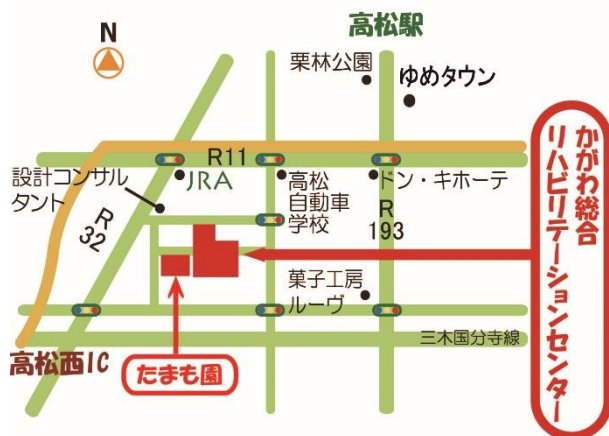 高松駅
N
栗林公園
ゆめタウン
かがわ総合
リハビリテーションセンター
R11
設計コンサル
タント
JRA
高松
自動車
学校
ドン・キホーテ
R
32
R
193
菓子工房
ルーヴ
三木国分寺線
高松西IC
たまも園